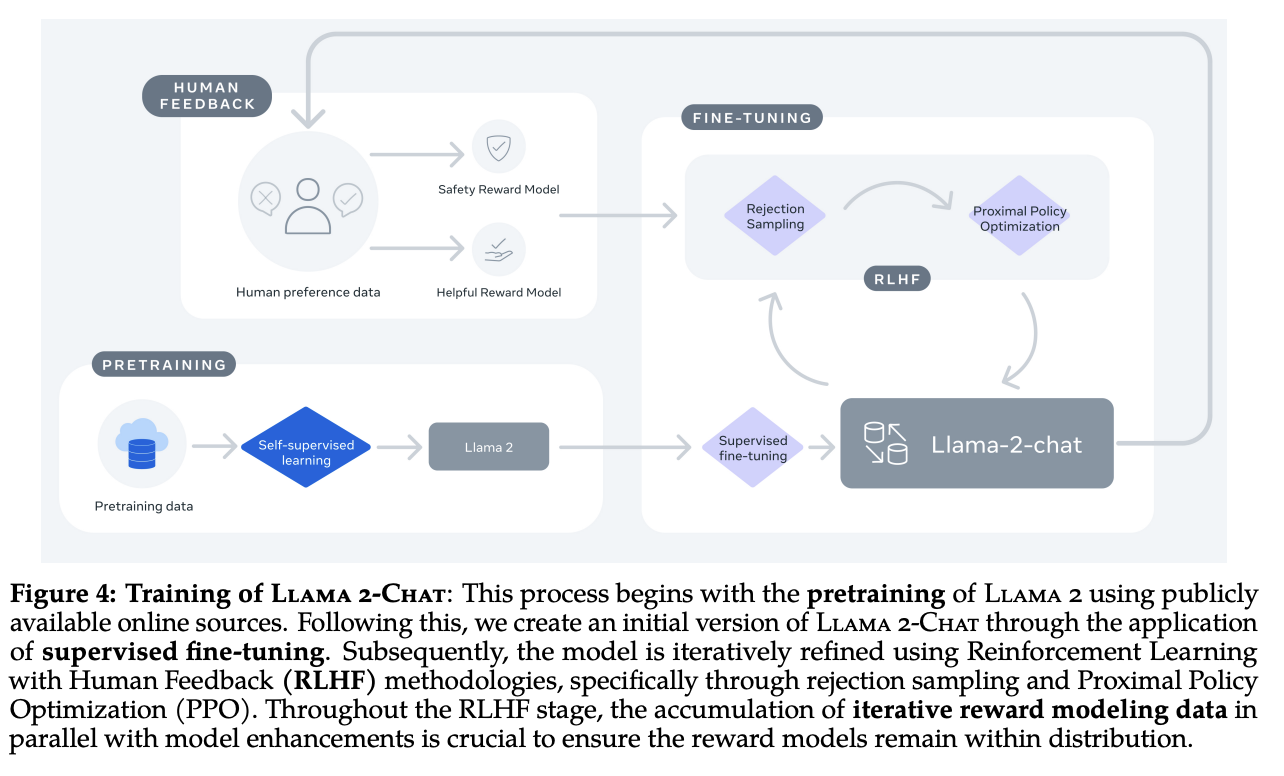 HUMAN
FEEDBACK
Safety Reward Model
Human preference data
Helpful Reward Model
FINE-TUNING
Rejection
Sampling
Proximal Policy
Optimization
RLHF
PRETRAINING
Pretraining data
Self-supervised
learning
Llama 2
Supervised
fine-tuning
Llama-2-chat
Figure 4: Training of Llama 2-Chat: This process begins with the pretraining of Llama 2 using publicly
available online sources. Following this, we create an initial version of Llama 2-Chat through the application
of supervised fine-tuning. Subsequently, the model is iteratively refined using Reinforcement Learning
with Human Feedback (RLHF) methodologies, specifically through rejection sampling and Proximal Policy
Optimization (PPO). Throughout the RLHF stage, the accumulation of iterative reward modeling data in
parallel with model enhancements is crucial to ensure the reward models remain within distribution.